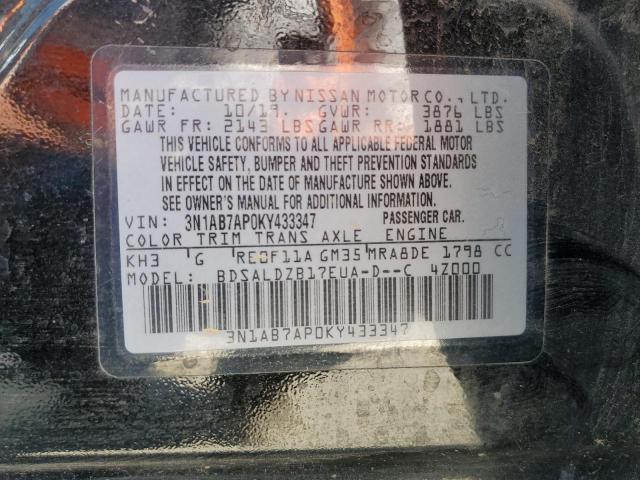 MANUFACTURED BY NISSAN MOTOR CO., LTD.
DATE: 10/19 GVWR: 3876 LBS
GAWR FR: 2143 LBS GAWR RR: 1881 LBS
THIS VEHICLE CONFORMS TO ALL APPLICABLE FEDERAL MOTOR
VEHICLE SAFETY, BUMPER AND THEFT PREVENTION STANDARDS
IN EFFECT ON THE DATE OF MANUFACTURE SHOWN ABOVE.
SEE OWNER'S MANUAL FOR ADDITIONAL INFORMATION.
VIN: 3N1AB7AP0KY433347 PASSENGER CAR.
COLOR TRIM TRANS AXLE ENGINE
KH3 G RE0F11A GM35 MRA8DE 1798 CC
MODEL: BDSALDZB17EUA-D--C 4Z000
3N1AB7AP0KY433347